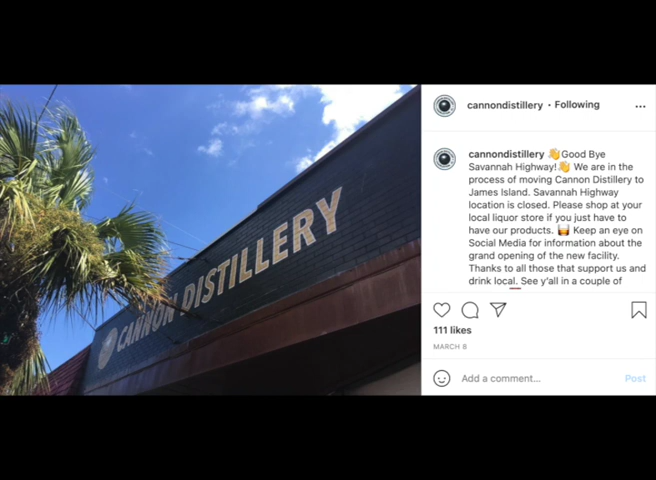 CANNON DISTILLERY
cannondistillery • Following
cannondistillery 👋Good Bye
Savannah Highway!👋 We are in the
process of moving Cannon Distillery to
James Island. Savannah Highway
location is closed. Please shop at your
local liquor store if you just have to
have our products. 🥃 Keep an eye on
Social Media for information about the
grand opening of the new facility.
Thanks to all those that support us and
drink local. See y'all in a couple of
111 likes
MARCH 8
Add a comment...
Post